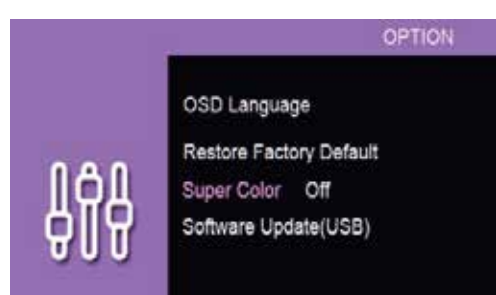 OPTION
OSD Language
Restore Factory Default
Super Color Off
Software Update(USB)